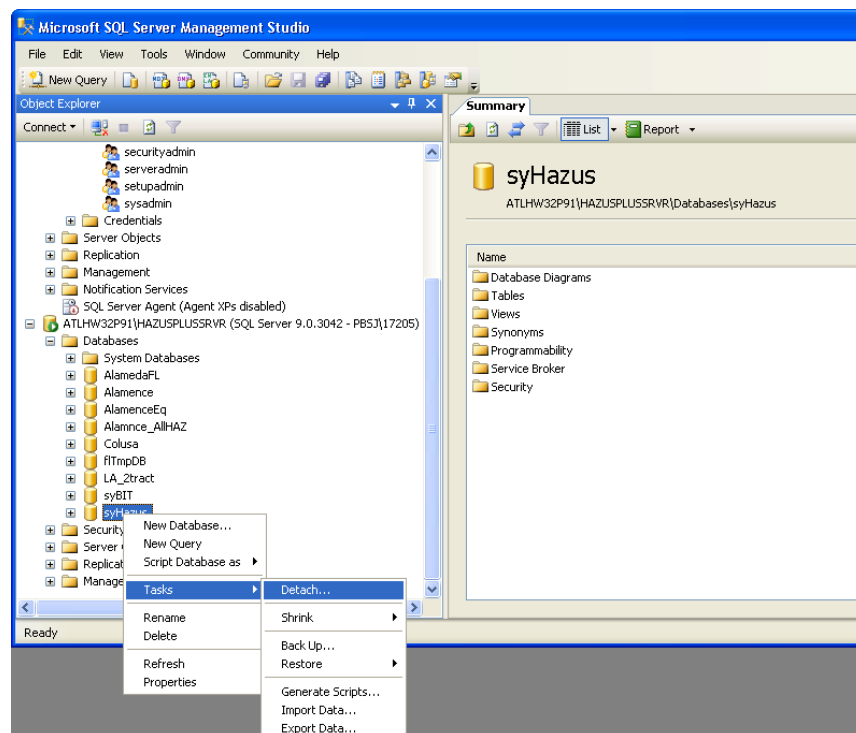 Microsoft SQL Server Management Studio
File Edit View Tools Window Community Help
New Query
Object Explorer
Connect
securityadmin
serveradmin
setupadmin
sysadmin
Credentials
Server Objects
Replication
Management
Notification Services
SQL Server Agent (Agent XPs disabled)
ATLHW32P91\HAZUSPLUSSRVR (SQL Server 9.0.3042 - PBSJ\17205)
Databases
System Databases
AlamedaFL
Alamence
AlamenceEq
Alamnce_AllHAZ
Colusa
flTmpDB
LA_2tract
syBIT
syHazus
Security
Server
Replicat
Manage
Ready
New Database...
New Query
Script Database as
Tasks
Rename
Delete
Refresh
Properties
Detach...
Shrink
Back Up...
Restore
Generate Scripts...
Import Data...
Export Data...
Summary
List Report
syHazus
ATLHW32P91\HAZUSPLUSSRVR\Databases\syHazus
Name
Database Diagrams
Tables
Views
Synonyms
Programmability
Service Broker
Security